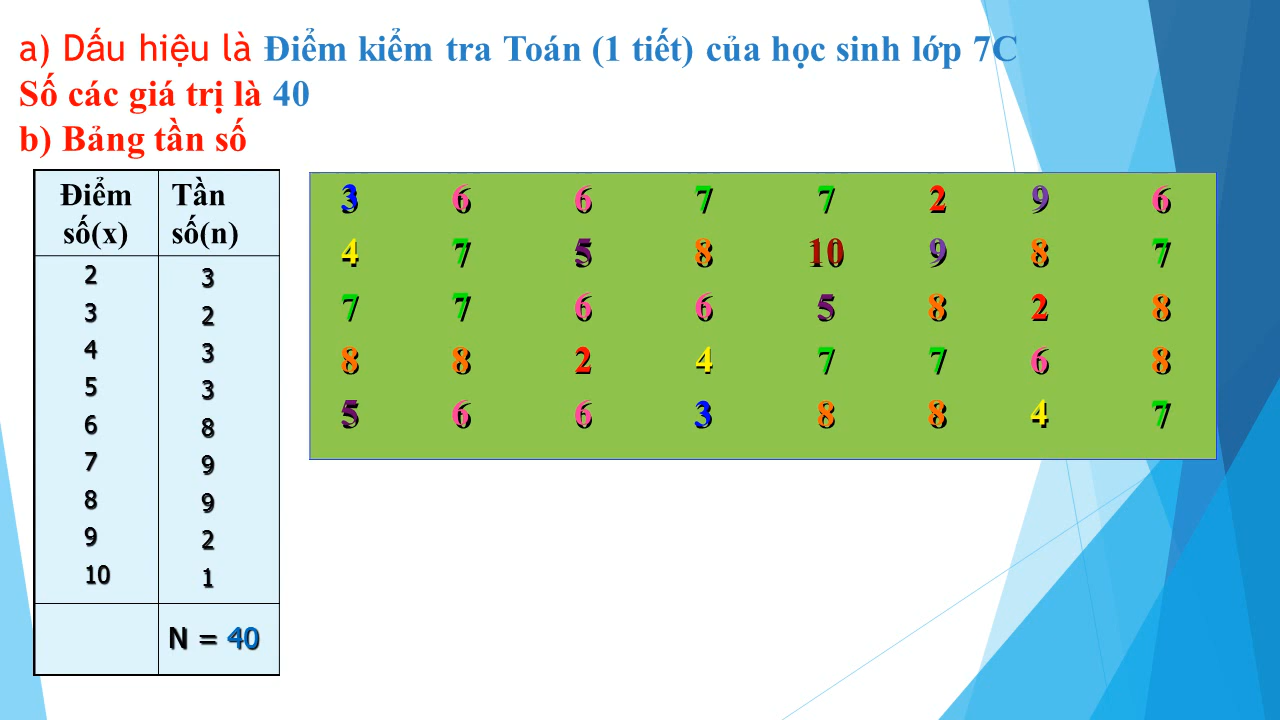 a) Dấu hiệu là Điểm kiểm tra Toán (1 tiết) của học sinh lớp 7C
Số các giá trị là 40
b) Bảng tần số
Điểm số(x) Tần số(n)
2 3
3 2
4 3
5 3
6 8
7 9
8 9
9 2
10 1
N = 40
3 6 6 7 7 2 9 6
4 7 5 8 10 9 8 7
7 7 6 6 5 8 2 8
8 8 2 4 7 7 6 8
5 6 6 3 8 8 4 7